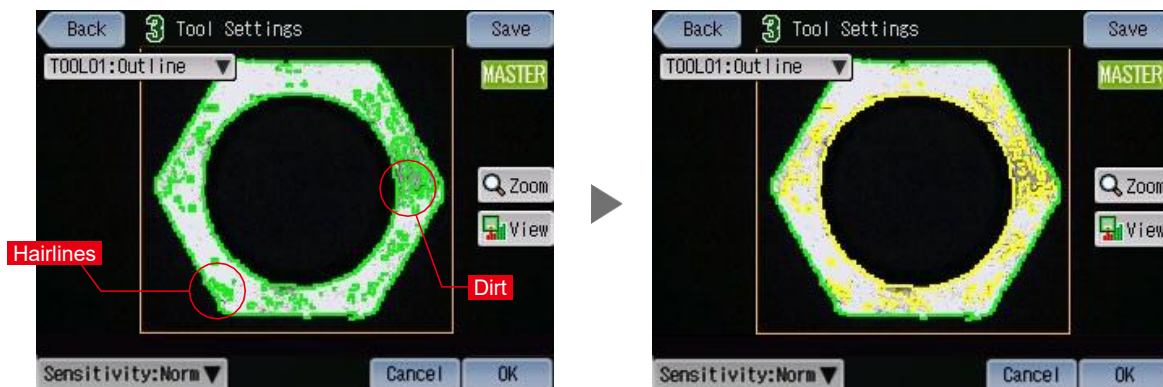 Back
3 Tool Settings
Save
TOOL01:Outline ▼
MASTER
Zoom
View
Hairlines
Dirt
Sensitivity:Norm ▼
Cancel
OK
Back
3 Tool Settings
Save
TOOL01:Outline ▼
MASTER
Zoom
View
Sensitivity:Norm ▼
Cancel
OK